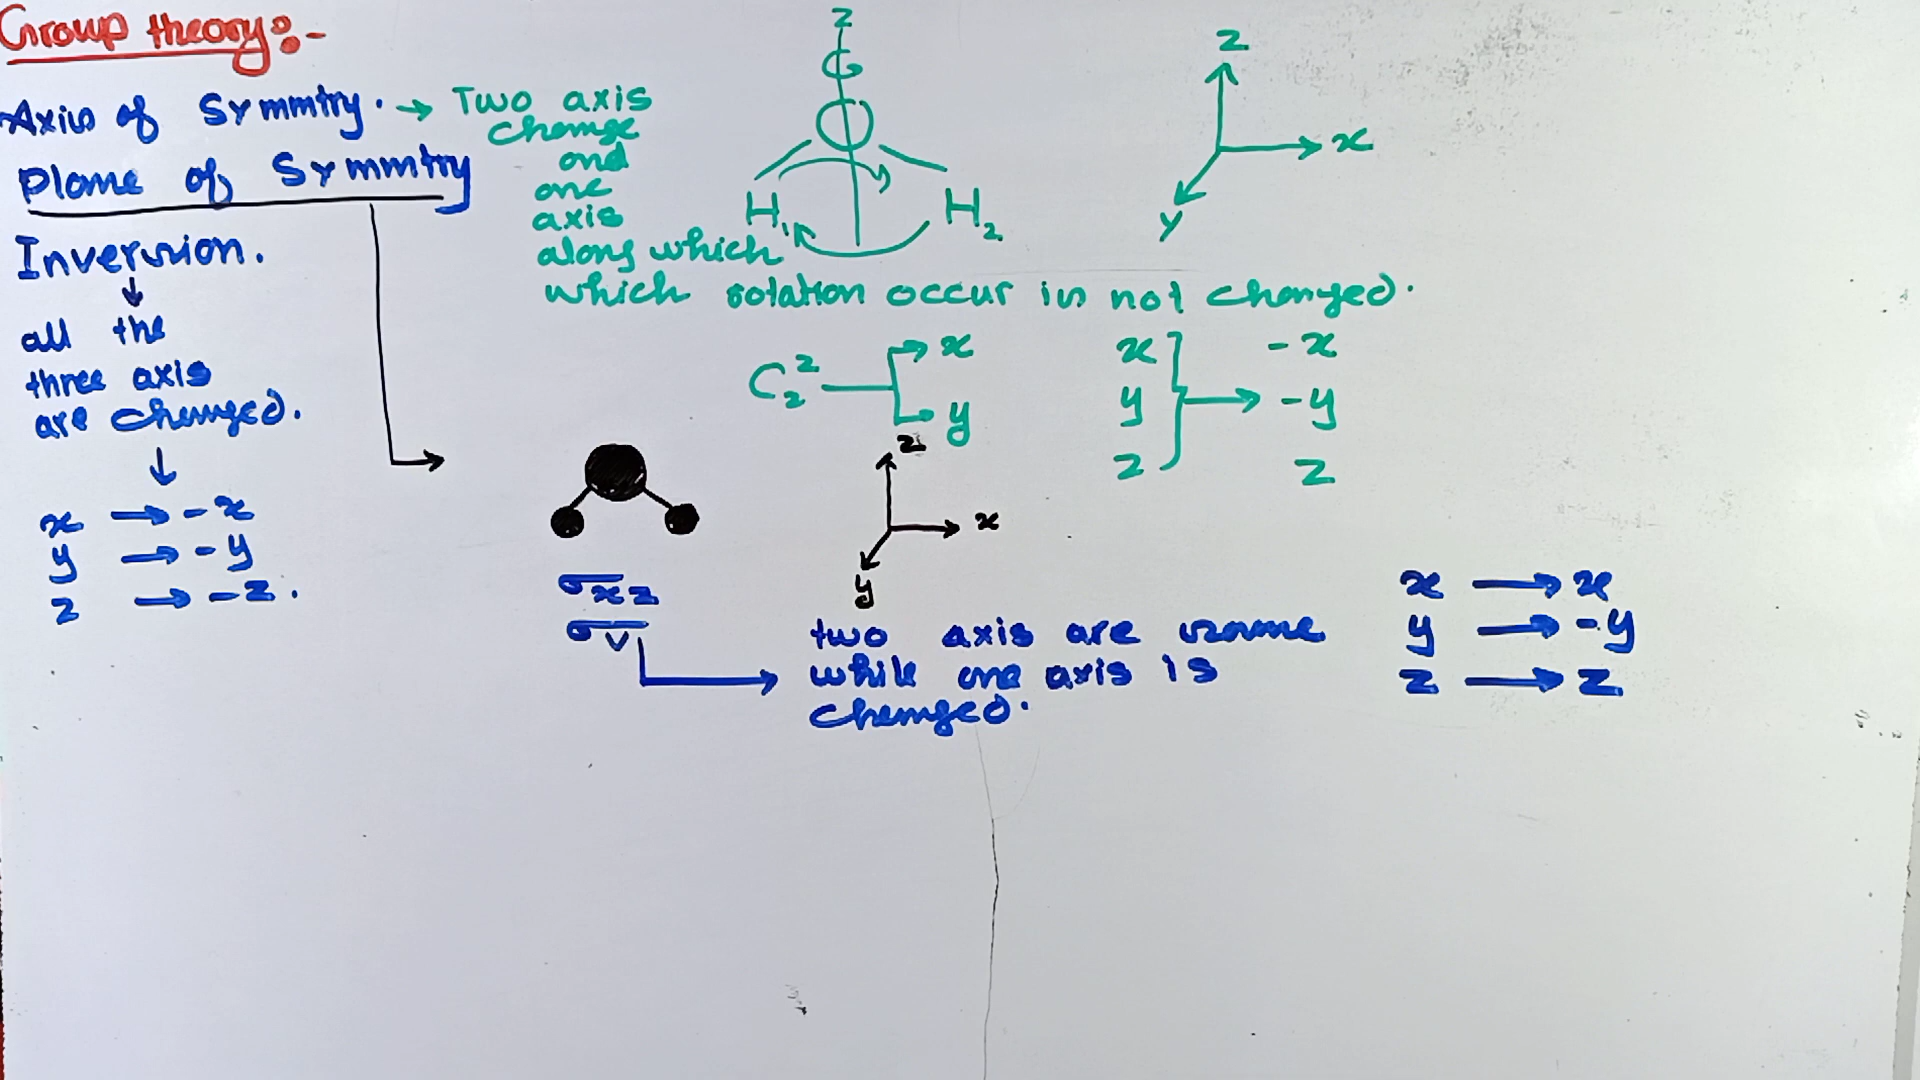 Group theory:-
Axis of Symmtry. → Two axis
change
and
one
axis
along which
which rotation occur is not changed.
Plane of Symmtry
Inversion.
↓
all the
three axis
are changed.
↓
x → -x
y → -y
z → -z.
z
O
H1 H2
z
x
y
C2^2 → x
→ y
x } -x
y } → -y
z } z
z
x
y
σxz
σv
two axis are same
while one axis is
changed.
x → x
y → -y
z → z